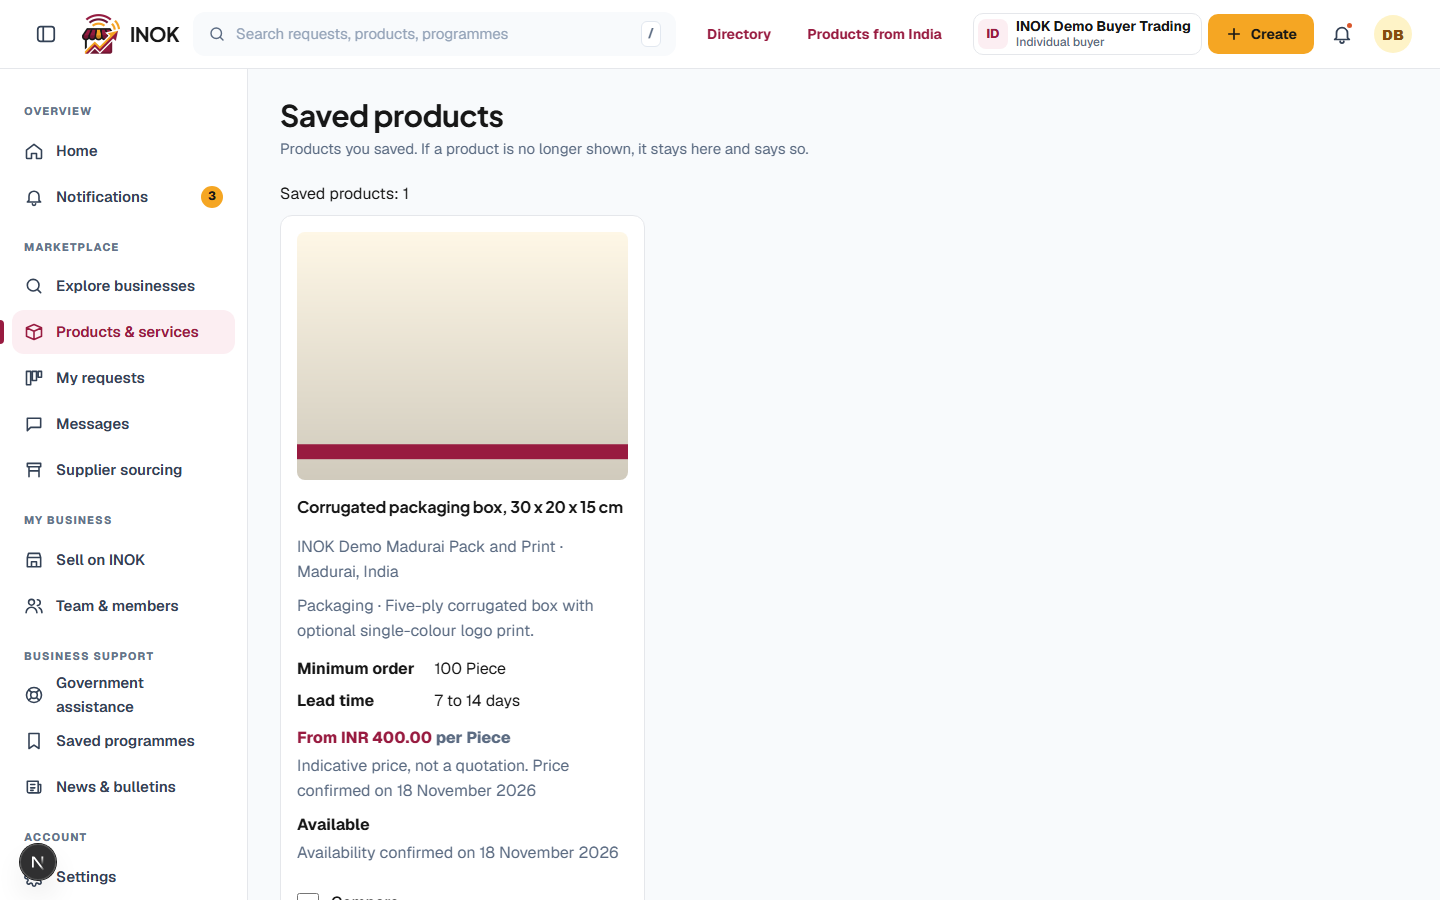 INOK
Search requests, products, programmes
/
Directory
Products from India
ID
INOK Demo Buyer Trading
Individual buyer
Create
DB
OVERVIEW
Home
Notifications
3
MARKETPLACE
Explore businesses
Products & services
My requests
Messages
Supplier sourcing
MY BUSINESS
Sell on INOK
Team & members
BUSINESS SUPPORT
Government
assistance
Saved programmes
News & bulletins
ACCOUNT
N
Settings
Saved products
Products you saved. If a product is no longer shown, it stays here and says so.
Saved products: 1
Corrugated packaging box, 30 x 20 x 15 cm
INOK Demo Madurai Pack and Print ·
Madurai, India
Packaging · Five-ply corrugated box with
optional single-colour logo print.
Minimum order 100 Piece
Lead time 7 to 14 days
From INR 400.00 per Piece
Indicative price, not a quotation. Price
confirmed on 18 November 2026
Available
Availability confirmed on 18 November 2026